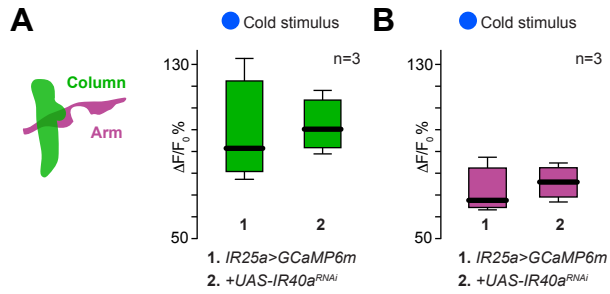 A
Column
Arm
Cold stimulus
n=3
130
ΔF/F₀ %
50
1
2
1. IR25a>GCaMP6m
2. +UAS-IR40aᴿᴺᴬⁱ
B
Cold stimulus
n=3
130
ΔF/F₀ %
50
1
2
1. IR25a>GCaMP6m
2. +UAS-IR40aᴿᴺᴬⁱ